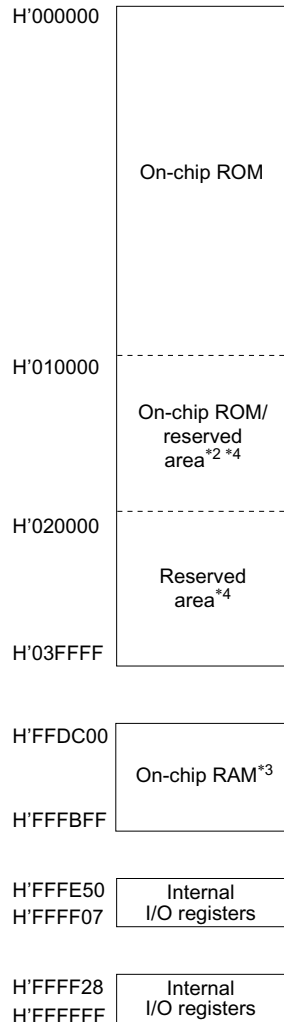 H'000000
On-chip ROM
H'010000
On-chip ROM/
reserved
area*2 *4
H'020000
Reserved
area*4
H'03FFFF
H'FFDC00
On-chip RAM*3
H'FFFBFF
H'FFFE50
Internal
I/O registers
H'FFFF07
H'FFFF28
Internal
I/O registers
H'FFFFFF